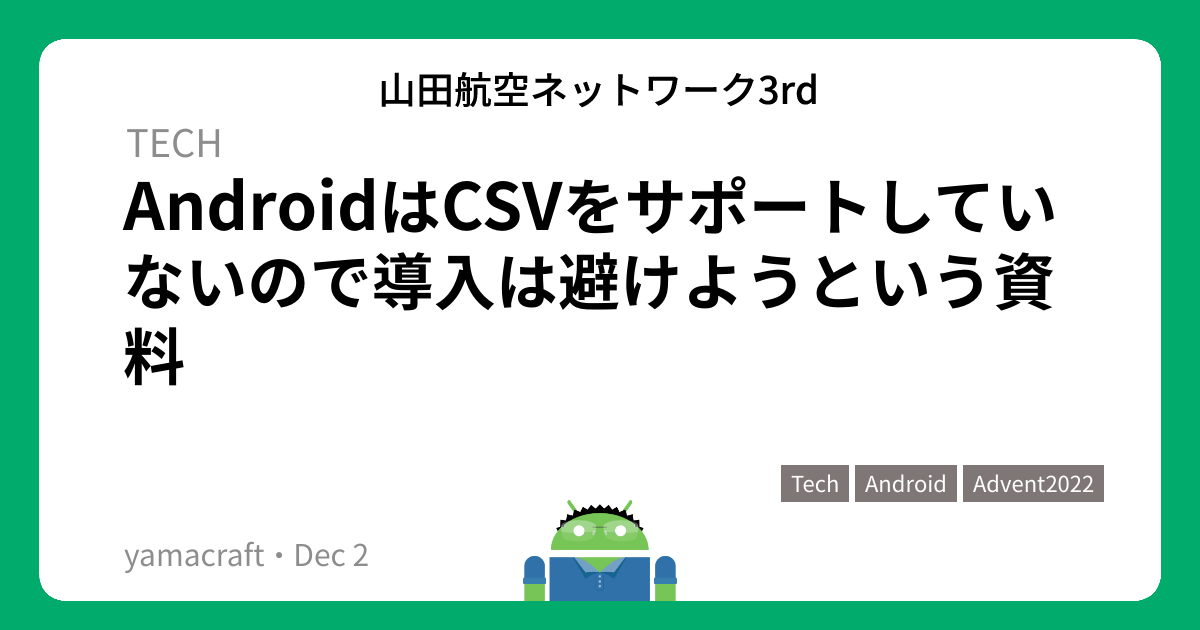 山田航空ネットワーク3rd
TECH
AndroidはCSVをサポートしてい
ないので導入は避けようという資
料
Tech Android Advent2022
yamacraft・Dec 2